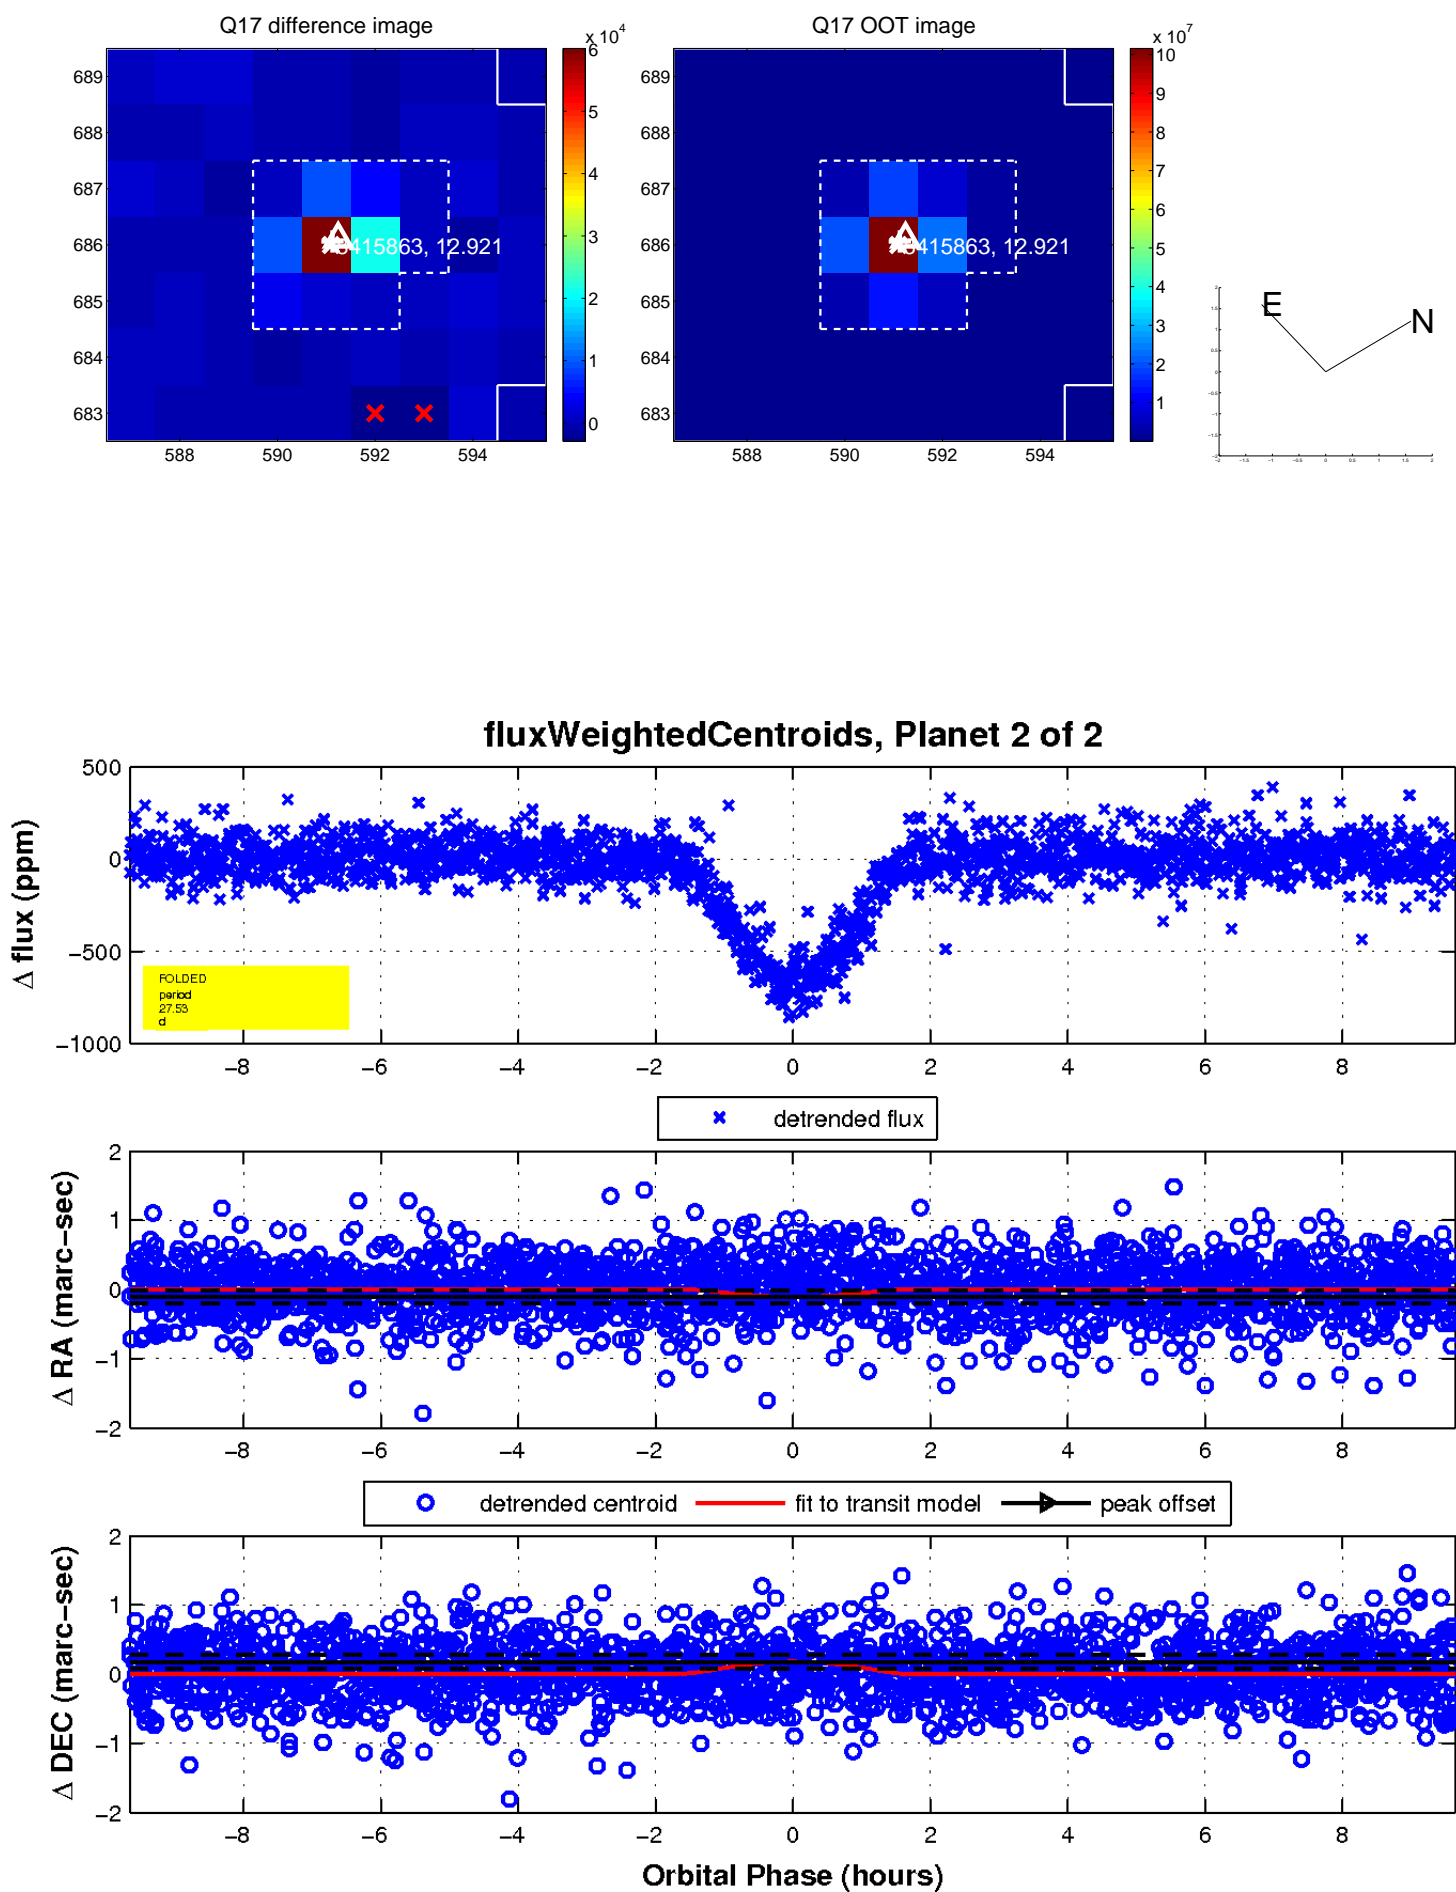 Q17 difference image
x 10^4
689
688
687
686
685
684
683
588 590 592 594
6
5
4
3
2
1
0
415863, 12.921
Q17 OOT image
x 10^7
689
688
687
686
685
684
683
588 590 592 594
10
9
8
7
6
5
4
3
2
1
415863, 12.921
E
N
fluxWeightedCentroids, Planet 2 of 2
Δ flux (ppm)
500
0
−500
−1000
FOLDED
period
27.53
d
−8 −6 −4 −2 0 2 4 6 8
detrended flux
Δ RA (marc−sec)
2
1
0
−1
−2
−8 −6 −4 −2 0 2 4 6 8
detrended centroid fit to transit model peak offset
Δ DEC (marc−sec)
2
1
0
−1
−2
−8 −6 −4 −2 0 2 4 6 8
Orbital Phase (hours)